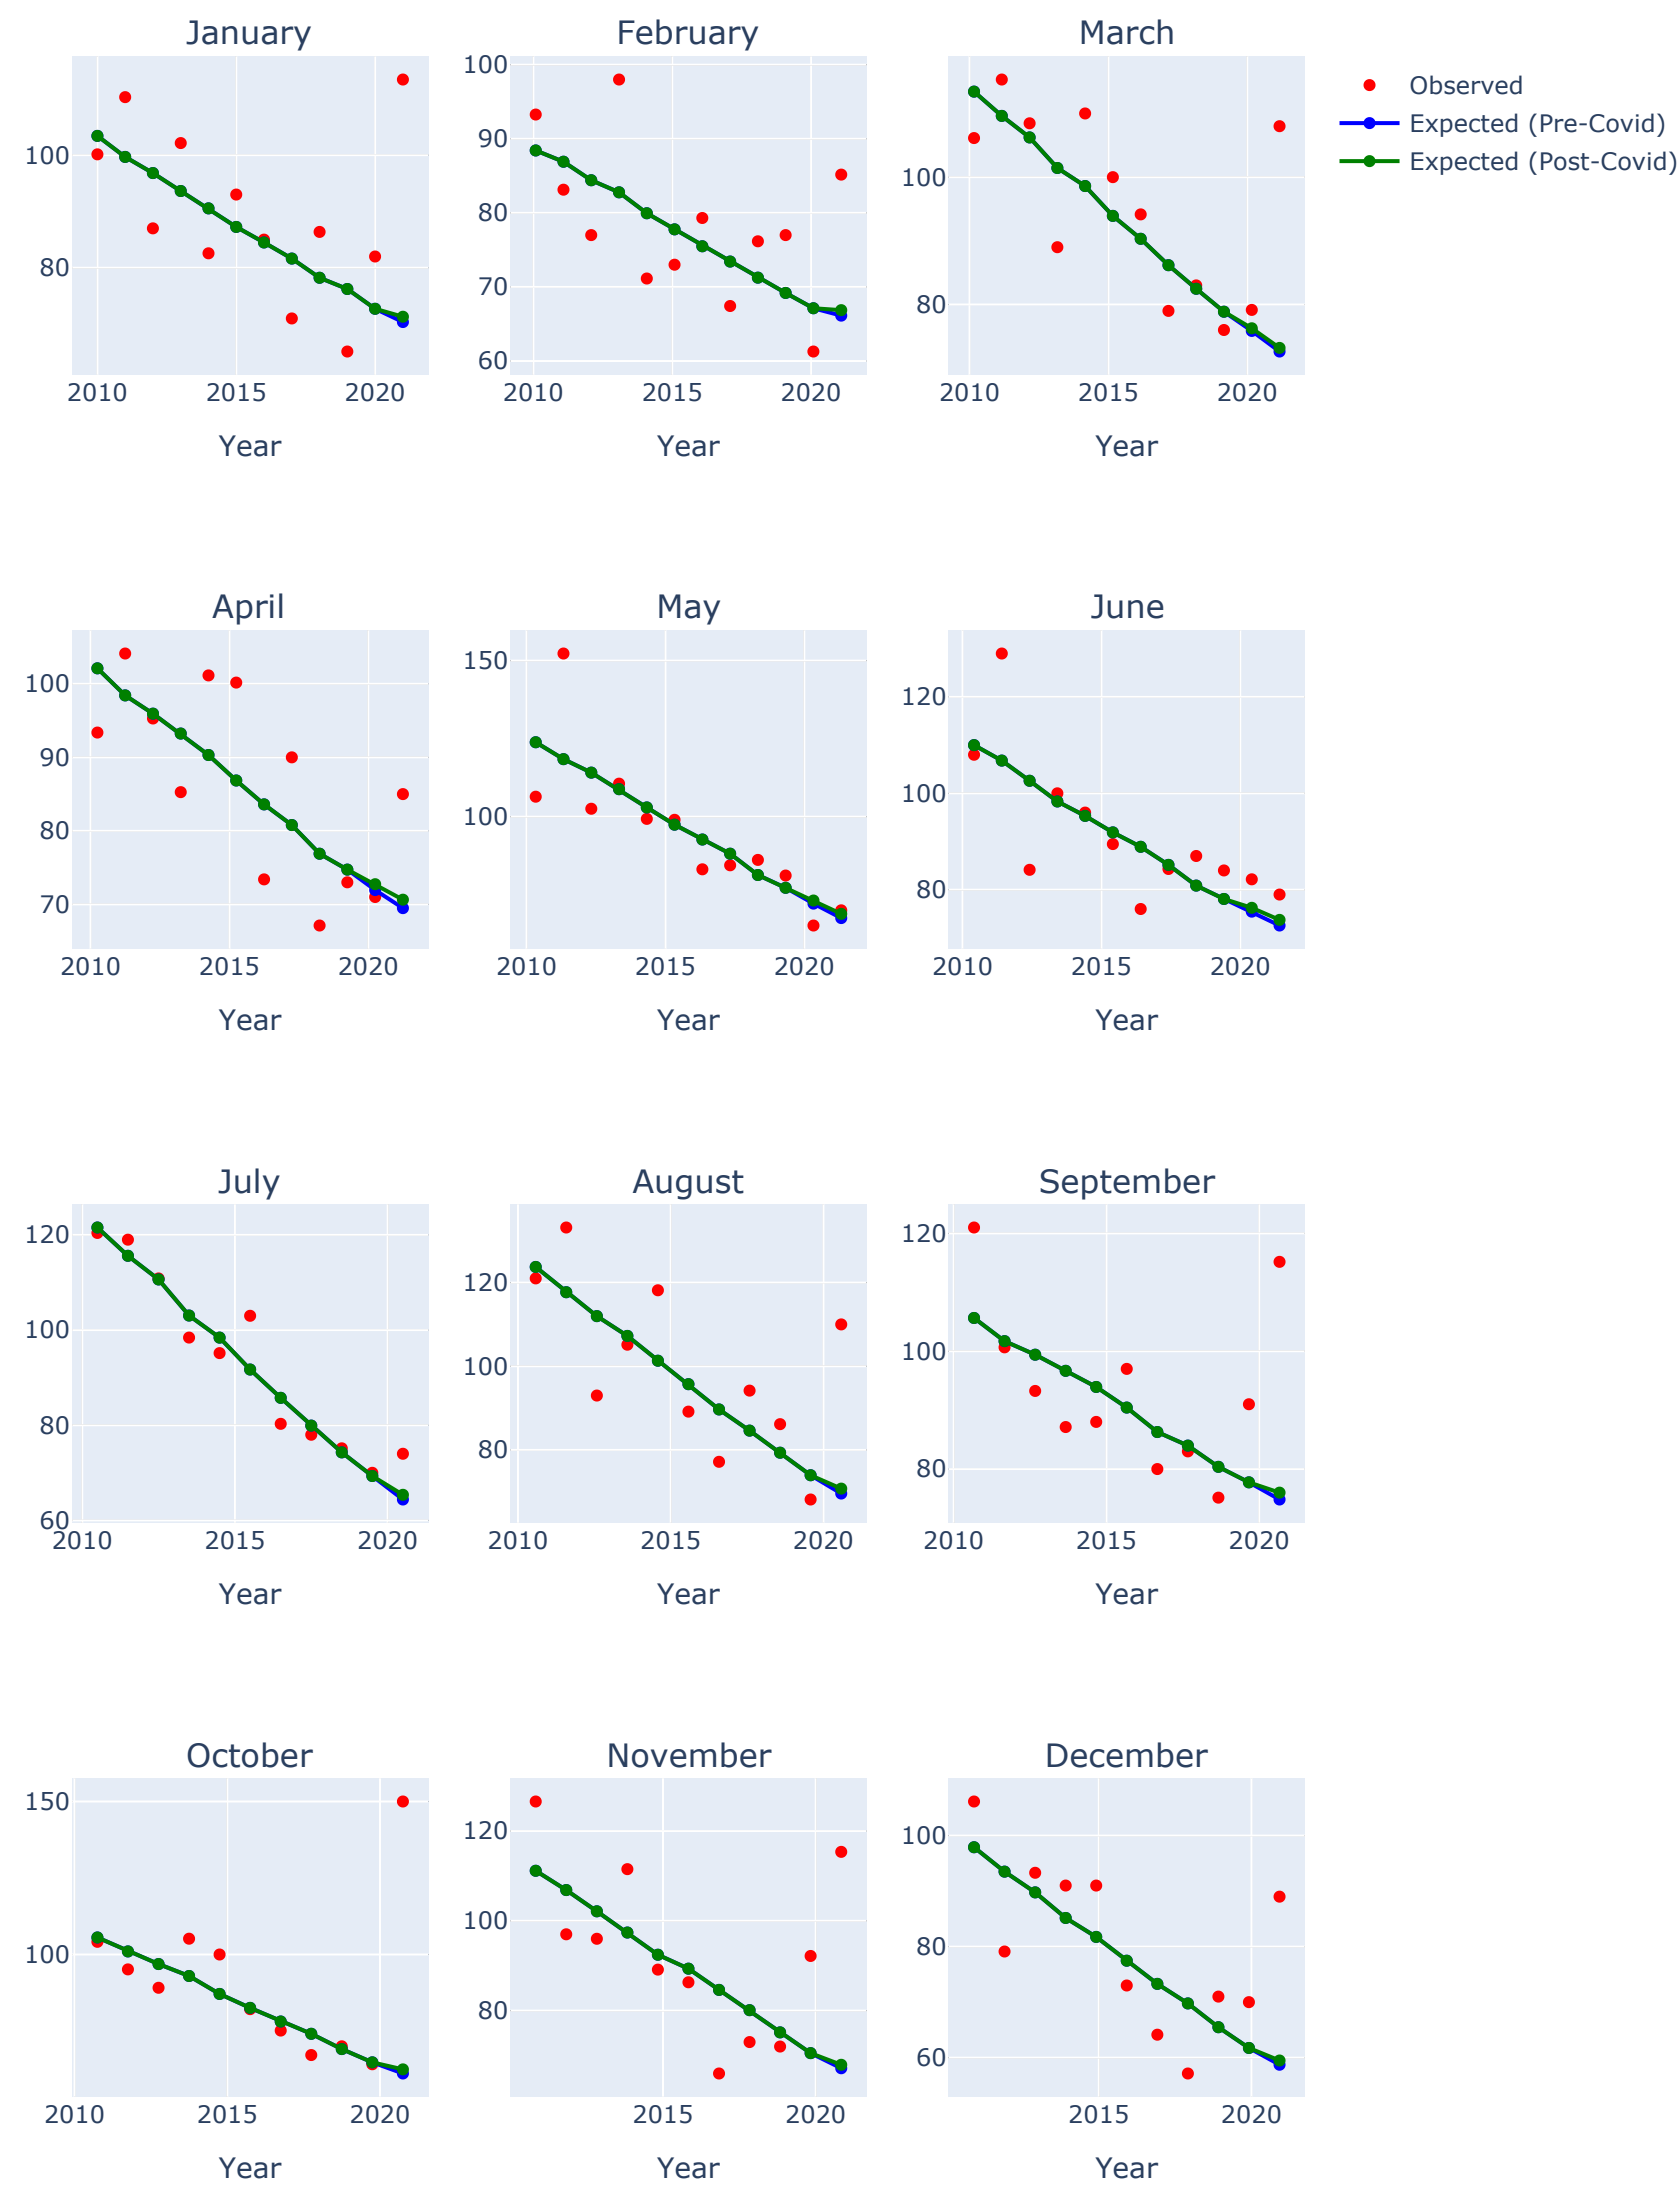 January February March
100
80
2010 2015 2020
Year
100
90
80
70
60
2010 2015 2020
Year
100
80
2010 2015 2020
Year
Observed
Expected (Pre-Covid)
Expected (Post-Covid)
April May June
100
90
80
70
2010 2015 2020
Year
150
100
2010 2015 2020
Year
120
100
80
2010 2015 2020
Year
July August September
120
100
80
60
2010 2015 2020
Year
120
100
80
2010 2015 2020
Year
120
100
80
2010 2015 2020
Year
October November December
150
100
2010 2015 2020
Year
120
100
80
2015 2020
Year
100
80
60
2015 2020
Year